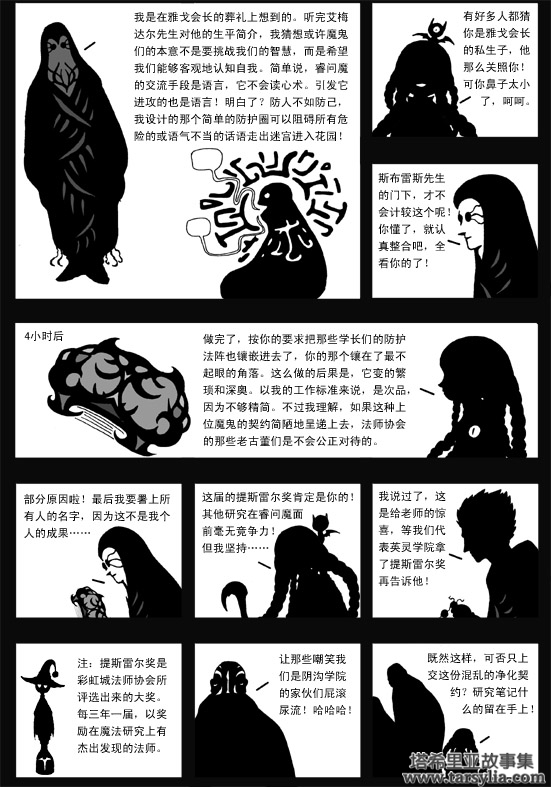 我是在雅戈会长的葬礼上想到的。听完艾梅
达尔先生对他的生平简介，我猜想或许魔鬼
们的本意不是要挑战我们的智慧，而是希望
我们能够客观地认知自我。简单说，睿问魔
的交流手段是语言，它不会读心术。引发它
进攻的也是语言！明白了？防人不如防己，
我设计的那个简单的防护圈可以阻碍所有危
险的或语气不当的话语走出迷宫进入花园！
有好多人都猜
你是雅戈会长
的私生子，他
那么关照你！
可你鼻子太小
了，呵呵。
斯布雷斯先生
的门下，才不
会计较这个呢！
你懂了，就认
真整合吧，全
看你的了！
4小时后
做完了，按你的要求把那些学长们的防护
法阵也镶嵌进去了，你的那个镶在了最不
起眼的角落。这么做的后果是，它变的繁
琐和深奥。以我的工作标准来说，是次品，
因为不够精简。不过我理解，如果这种上
位魔鬼的契约简陋地呈递上去，法师协会
的那些老古董们是不会公正对待的。
部分原因啦！最后我要署上所
有人的名字，因为这不是我个
人的成果……
这届的提斯雷尔奖肯定是你的！
其他研究在睿问魔面
前毫无竞争力！
但我坚持……
我说过了，这
是给老师的惊
喜，等我们代
表英灵学院拿
了提斯雷尔奖
再告诉他！
注：提斯雷尔奖是
彩虹城法师协会所
评选出来的大奖。
每三年一届，以奖
励在魔法研究上有
杰出发现的法师。
让那些嘲笑我
们是阴沟学院
的家伙们屁滚
尿流！哈哈哈！
既然这样，可否只上
交这份混乱的净化契
约？研究笔记什
么的留在手上！
塔希里亚故事集
www.tarsylia.com